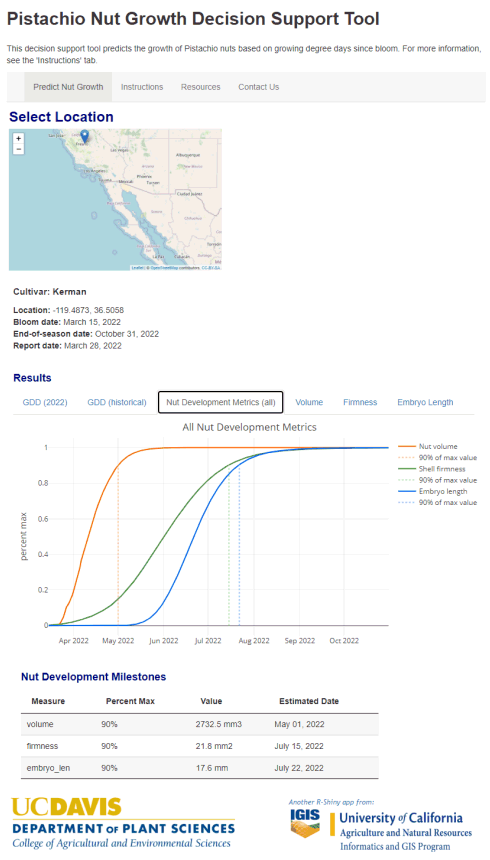 Pistachio Nut Growth Decision Support Tool
This decision support tool predicts the growth of Pistachio nuts based on growing degree days since bloom. For more information,
see the 'Instructions' tab.
Predict Nut Growth Instructions Resources Contact Us
Select Location
+
−
Las Vegas
Albuquerque
Los Angeles
Phoenix
Mexicali
Tucson
Ciudad Juárez
La Paz
Culiacán
Leaflet | © OpenStreetMap contributors, CC-BY-SA
Cultivar: Kerman
Location: -119.4873, 36.5058
Bloom date: March 15, 2022
End-of-season date: October 31, 2022
Report date: March 28, 2022
Results
GDD (2022) GDD (historical) Nut Development Metrics (all) Volume Firmness Embryo Length
All Nut Development Metrics
percent max
1
0.8
0.6
0.4
0.2
0
Apr 2022 May 2022 Jun 2022 Jul 2022 Aug 2022 Sep 2022 Oct 2022
Nut volume
90% of max value
Shell firmness
90% of max value
Embryo length
90% of max value
Nut Development Milestones
Measure Percent Max Value Estimated Date
volume 90% 2732.5 mm3 May 01, 2022
firmness 90% 21.8 mm2 July 15, 2022
embryo_len 90% 17.6 mm July 22, 2022
UCDAVIS
DEPARTMENT of PLANT SCIENCES
College of Agricultural and Environmental Sciences
Another R-Shiny app from:
IGIS
University of California
Agriculture and Natural Resources
Informatics and GIS Program